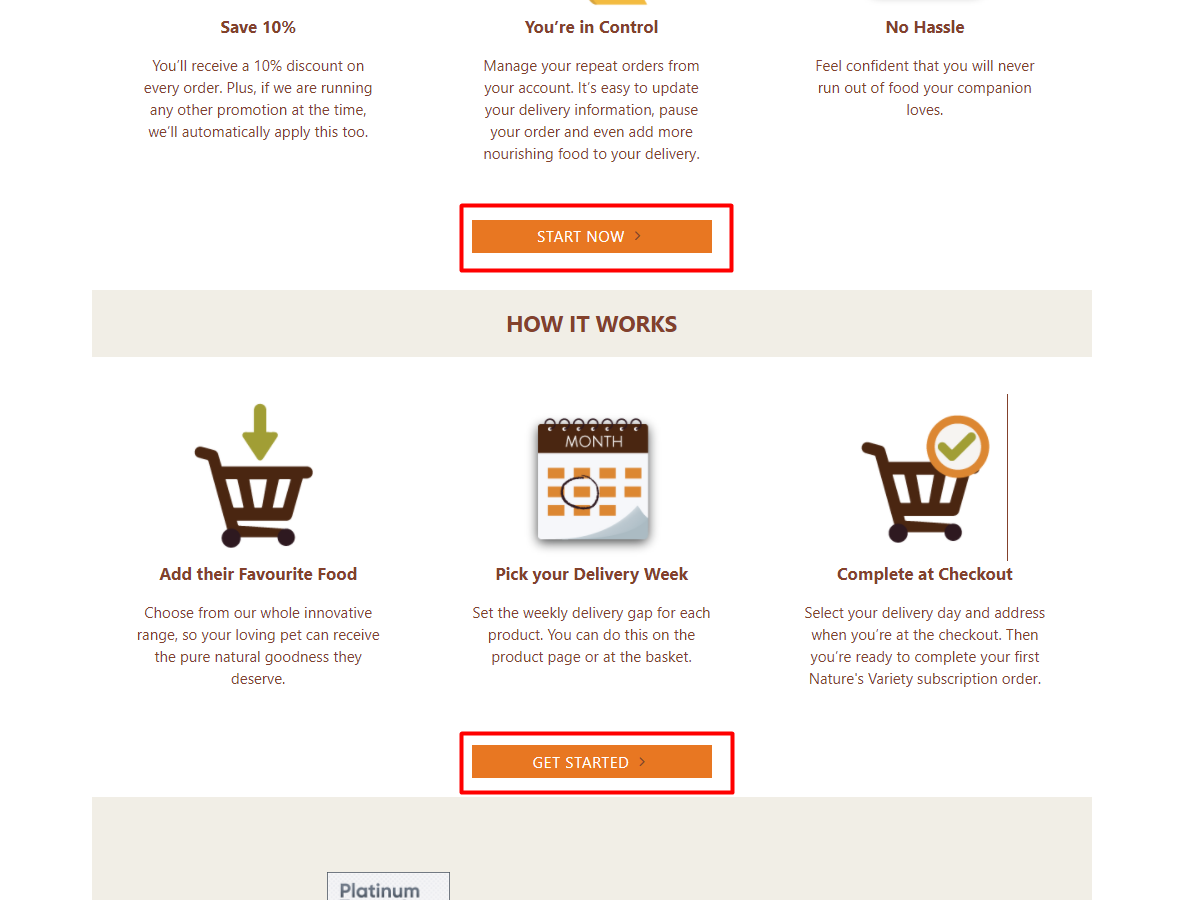 Save 10%
You’ll receive a 10% discount on
every order. Plus, if we are running
any other promotion at the time,
we’ll automatically apply this too.
You’re in Control
Manage your repeat orders from
your account. It’s easy to update
your delivery information, pause
your order and even add more
nourishing food to your delivery.
No Hassle
Feel confident that you will never
run out of food your companion
loves.
START NOW
HOW IT WORKS
MONTH
Add their Favourite Food
Choose from our whole innovative
range, so your loving pet can receive
the pure natural goodness they
deserve.
Pick your Delivery Week
Set the weekly delivery gap for each
product. You can do this on the
product page or at the basket.
Complete at Checkout
Select your delivery day and address
when you’re at the checkout. Then
you’re ready to complete your first
Nature's Variety subscription order.
GET STARTED
Platinum